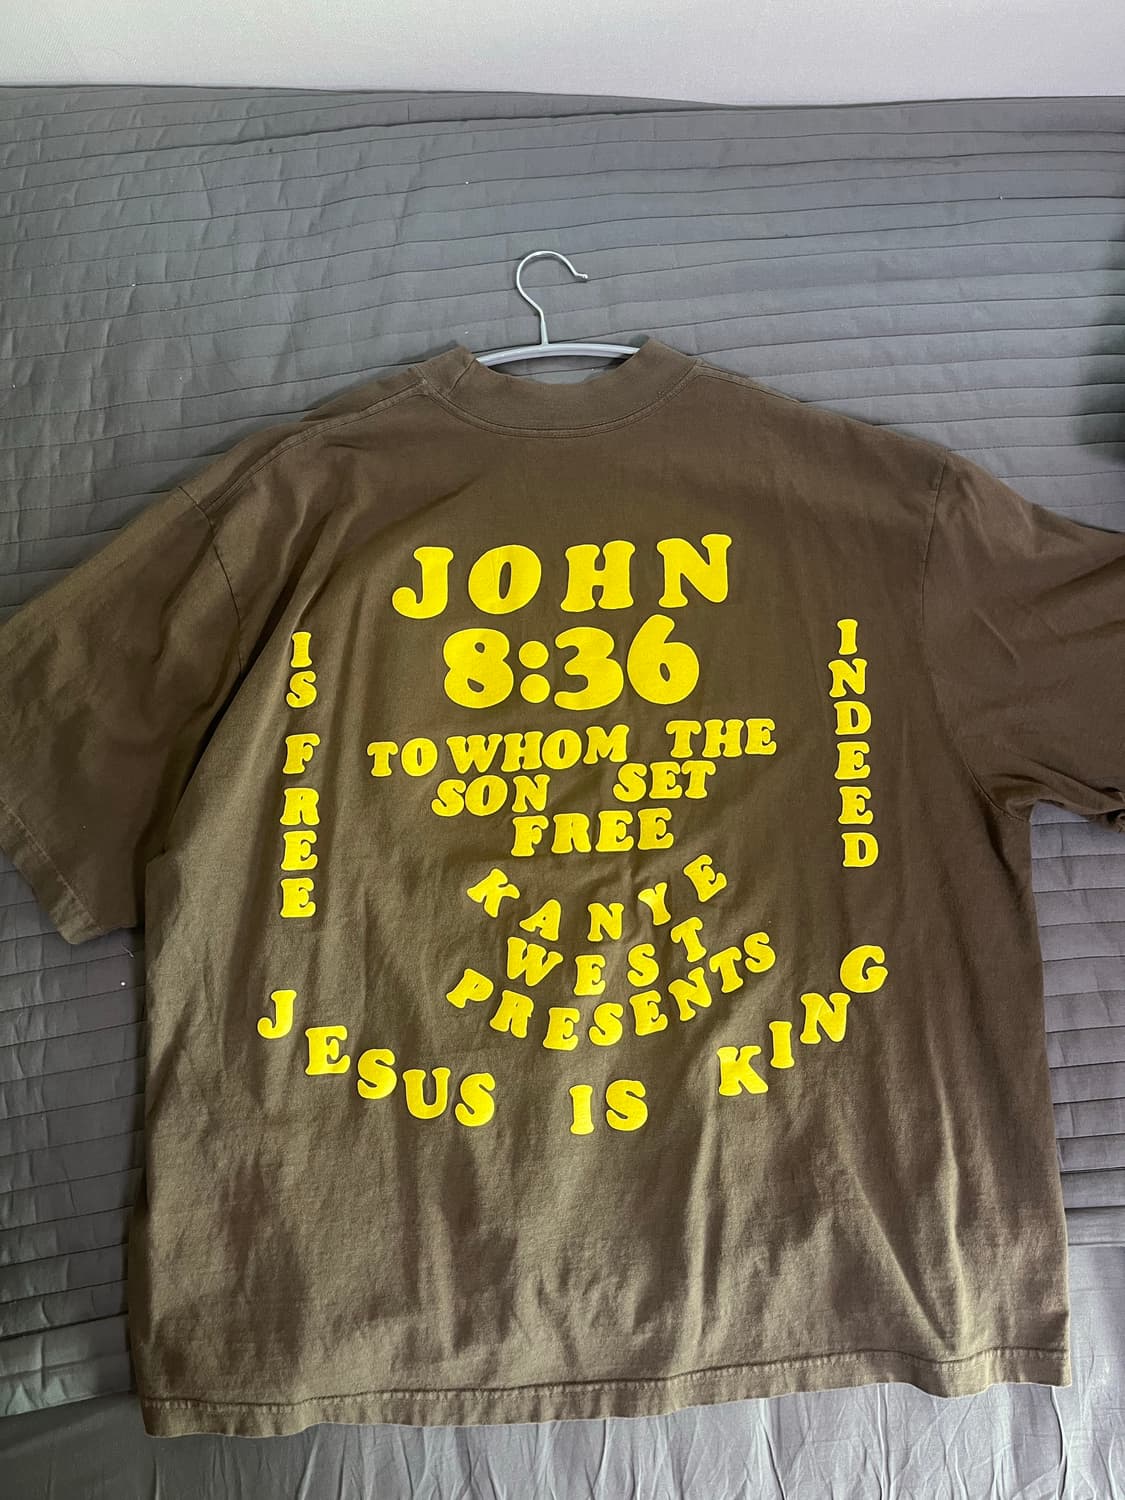 JOHN
8:36
TO WHOM THE
SON SET
FREE
IS FREE
INDEED
KANYE
WEST
PRESENTS
JESUS IS KING